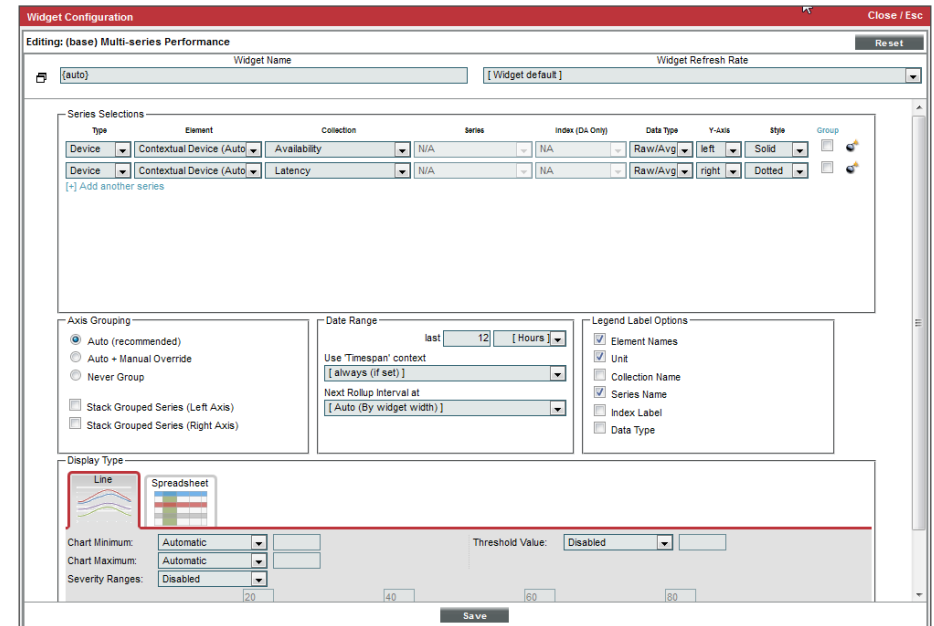 Widget Configuration Close / Esc
Editing: (base) Multi-series Performance Reset
Widget Name Widget Refresh Rate
{auto} [ Widget default ]
Series Selections
Type Element Collection Series Index (DA Only) Data Type Y-Axis Style Group
Device Contextual Device (Auto Availability N/A NA Raw/Avg left Solid
Device Contextual Device (Auto Latency N/A NA Raw/Avg right Dotted
[+] Add another series
Axis Grouping
Auto (recommended)
Auto + Manual Override
Never Group
Stack Grouped Series (Left Axis)
Stack Grouped Series (Right Axis)
Date Range
last 12 [ Hours ]
Use 'Timespan' context
[ always (if set) ]
Next Rollup Interval at
[ Auto (By widget width) ]
Legend Label Options
Element Names
Unit
Collection Name
Series Name
Index Label
Data Type
Display Type
Line Spreadsheet
Chart Minimum: Automatic Threshold Value: Disabled
Chart Maximum: Automatic
Severity Ranges: Disabled
20 40 60 80
Save